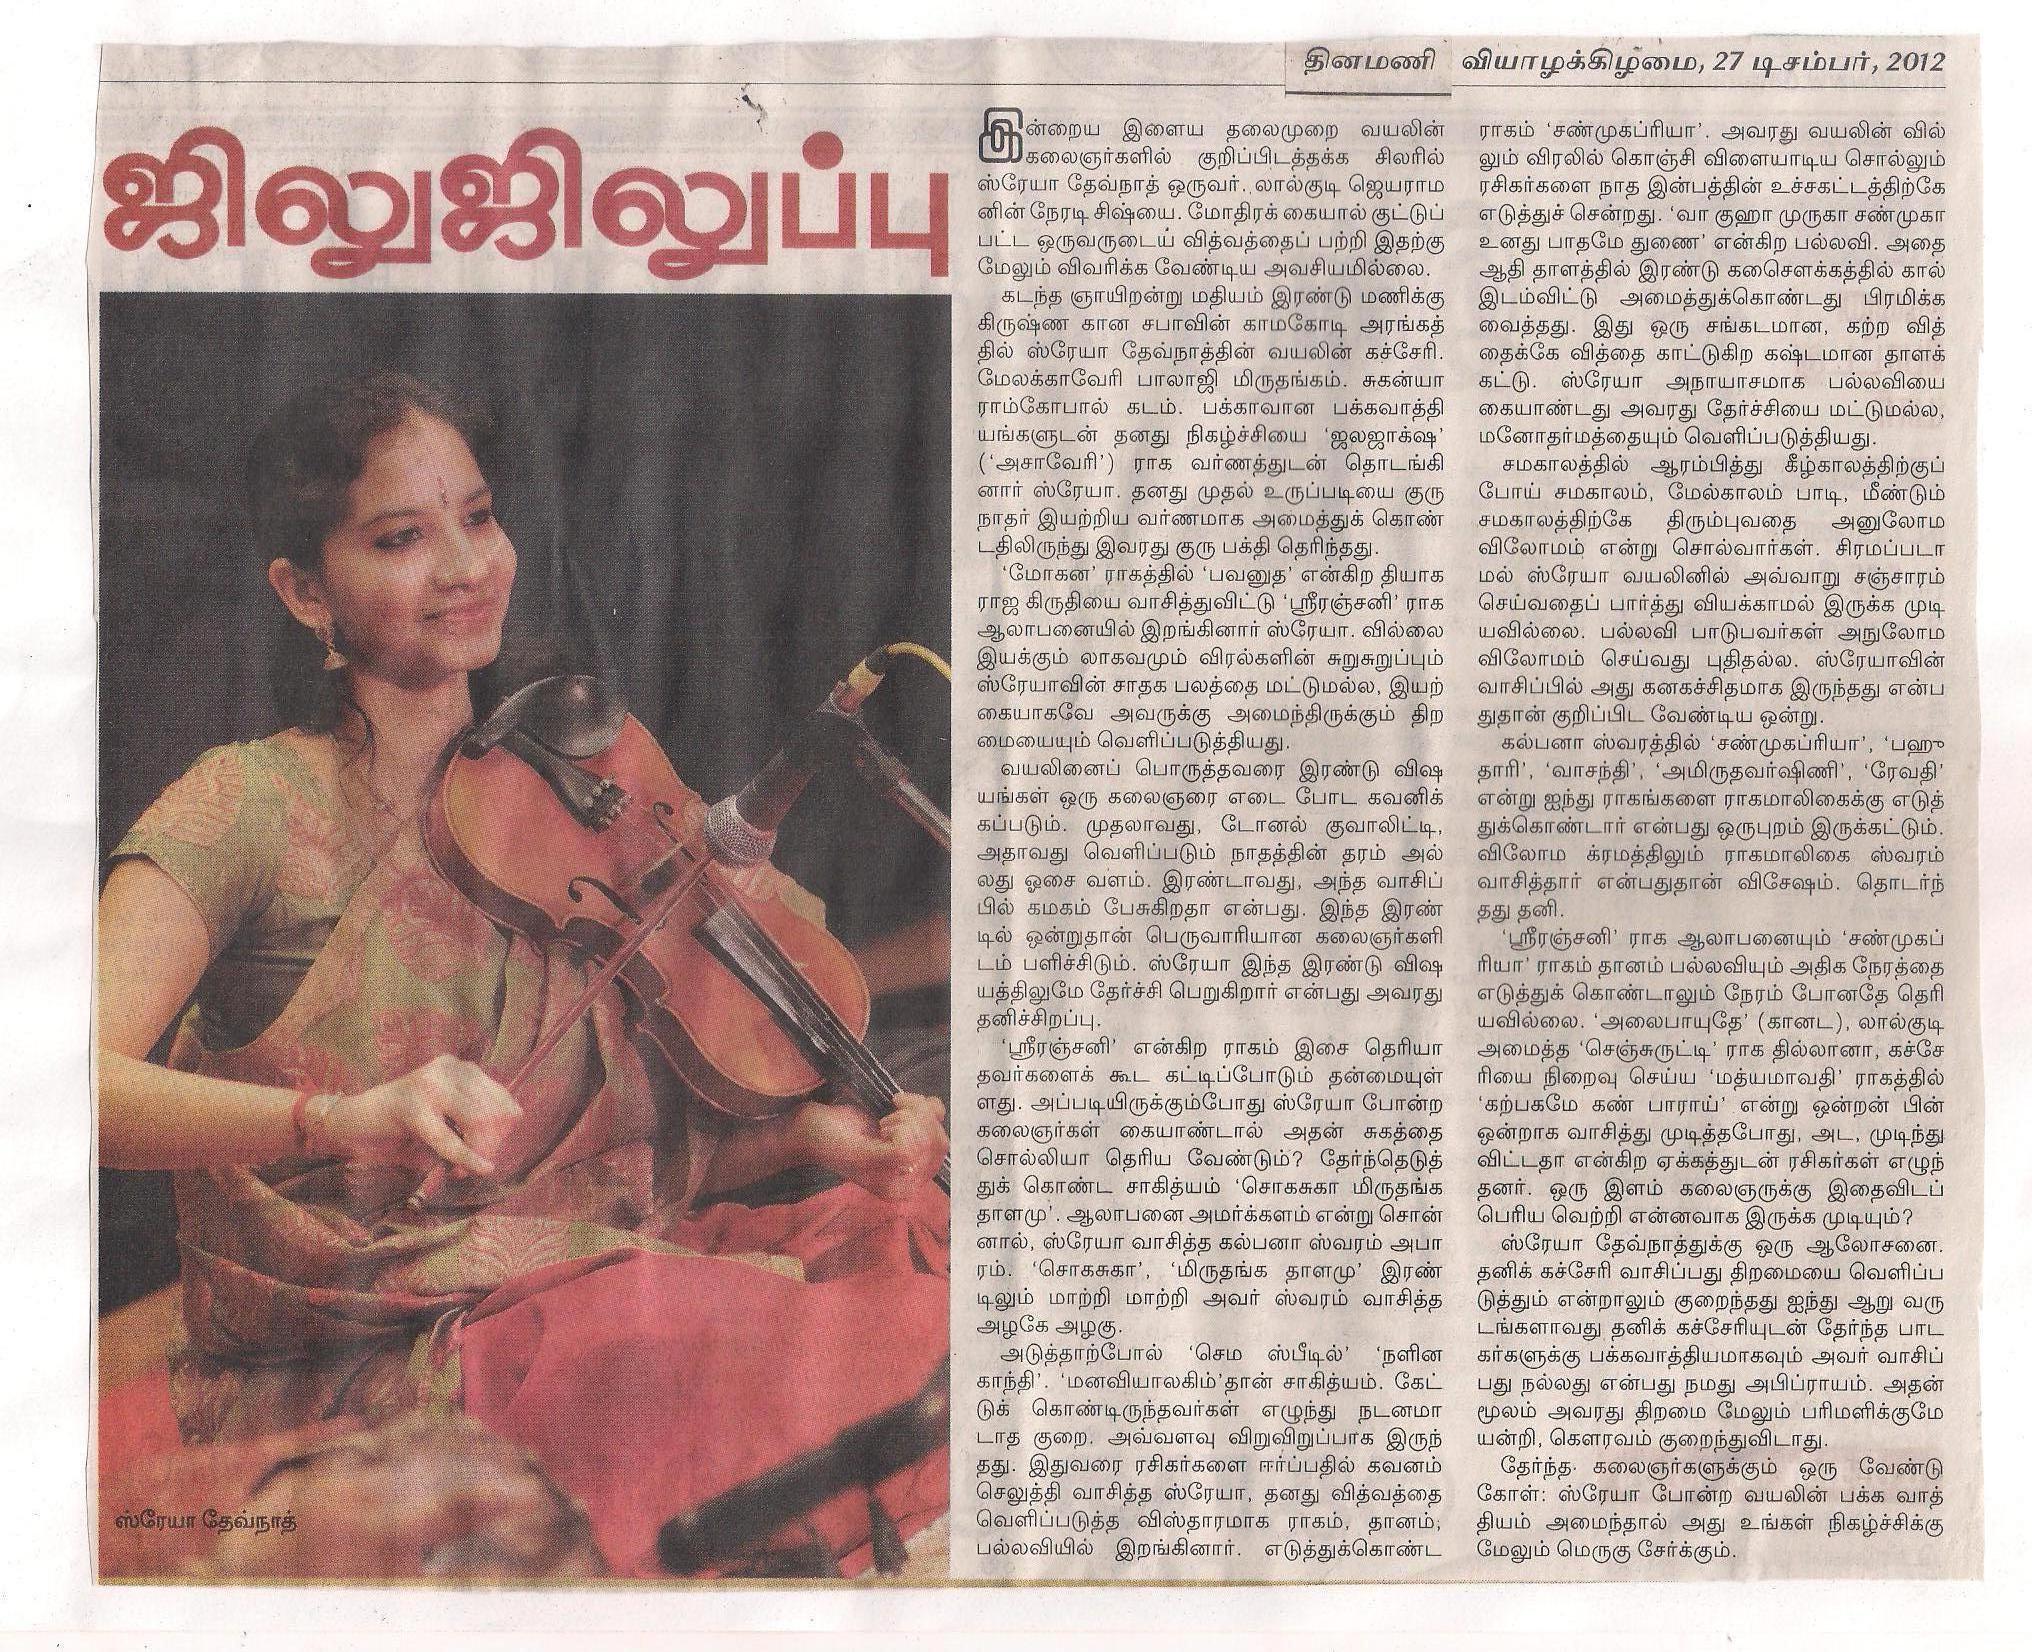 தினமணி வியாழக்கிழமை, 27 டிசம்பர், 2012
ஜிலுஜிலுப்பு
ஸ்ரேயா தேவ்நாத்
இன்றைய இளைய தலைமுறை வயலின்
கலைஞர்களில் குறிப்பிடத்தக்க சிலரில்
ஸ்ரேயா தேவ்நாத் ஒருவர். லால்குடி ஜெயராம
னின் நேரடி சிஷ்யை. மோதிரக் கையால் குட்டுப்
பட்ட ஒருவருடைய வித்வத்தைப் பற்றி இதற்கு
மேலும் விவரிக்க வேண்டிய அவசியமில்லை.
கடந்த ஞாயிறன்று மதியம் இரண்டு மணிக்கு
கிருஷ்ண கான சபாவின் காமகோடி அரங்கத்
தில் ஸ்ரேயா தேவ்நாத்தின் வயலின் கச்சேரி.
மேலக்காவேரி பாலாஜி மிருதங்கம். சுகன்யா
ராம்கோபால் கடம். பக்காவான பக்கவாத்தி
யங்களுடன் தனது நிகழ்ச்சியை 'ஜலஜாக்ஷ'
('அசாவேரி') ராக வர்ணத்துடன் தொடங்கி
னார் ஸ்ரேயா. தனது முதல் உருப்படியை குரு
நாதர் இயற்றிய வர்ணமாக அமைத்துக் கொண்
டதிலிருந்து இவரது குரு பக்தி தெரிந்தது.
'மோகன' ராகத்தில் 'பவனுத' என்கிற தியாக
ராஜ கிருதியை வாசித்துவிட்டு 'ஸ்ரீரஞ்சனி' ராக
ஆலாபனையில் இறங்கினார் ஸ்ரேயா. வில்லை
இயக்கும் லாகவமும் விரல்களின் சுறுசுறுப்பும்
ஸ்ரேயாவின் சாதக பலத்தை மட்டுமல்ல, இயற்
கையாகவே அவருக்கு அமைந்திருக்கும் திற
மையையும் வெளிப்படுத்தியது.
வயலினைப் பொருத்தவரை இரண்டு விஷ
யங்கள் ஒரு கலைஞரை எடை போட கவனிக்
கப்படும். முதலாவது, டோனல் குவாலிட்டி,
அதாவது வெளிப்படும் நாதத்தின் தரம் அல்
லது ஓசை வளம். இரண்டாவது, அந்த வாசிப்
பில் கமகம் பேசுகிறதா என்பது. இந்த இரண்
டில் ஒன்றுதான் பெருவாரியான கலைஞர்களி
டம் பளிச்சிடும். ஸ்ரேயா இந்த இரண்டு விஷ
யத்திலுமே தேர்ச்சி பெறுகிறார் என்பது அவரது
தனிச்சிறப்பு.
'ஸ்ரீரஞ்சனி' என்கிற ராகம் இசை தெரியா
தவர்களைக் கூட கட்டிப்போடும் தன்மையுள்
ளது. அப்படியிருக்கும்போது ஸ்ரேயா போன்ற
கலைஞர்கள் கையாண்டால் அதன் சுகத்தை
சொல்லியா தெரிய வேண்டும்? தேர்ந்தெடுத்
துக் கொண்ட சாகித்யம் 'சொகசுகா மிருதங்க
தாளமு'. ஆலாபனை அமர்க்களம் என்று சொன்
னால், ஸ்ரேயா வாசித்த கல்பனா ஸ்வரம் அபா
ரம். 'சொகசுகா', 'மிருதங்க தாளமு' இரண்
டிலும் மாற்றி மாற்றி அவர் ஸ்வரம் வாசித்த
அழகே அழகு.
அடுத்தாற்போல் 'செம ஸ்பீடில்' 'நளின
காந்தி'. 'மனவியாலகிம்'தான் சாகித்யம். கேட்
டுக் கொண்டிருந்தவர்கள் எழுந்து நடனமா
டாத குறை. அவ்வளவு விறுவிறுப்பாக இருந்
தது. இதுவரை ரசிகர்களை ஈர்ப்பதில் கவனம்
செலுத்தி வாசித்த ஸ்ரேயா, தனது வித்வத்தை
வெளிப்படுத்த விஸ்தாரமாக ராகம், தானம்,
பல்லவியில் இறங்கினார். எடுத்துக்கொண்ட
ராகம் 'சண்முகப்ரியா'. அவரது வயலின் வில்
லும் விரலில் கொஞ்சி விளையாடிய சொல்லும்
ரசிகர்களை நாத இன்பத்தின் உச்சகட்டத்திற்கே
எடுத்துச் சென்றது. 'வா குஹா முருகா சண்முகா
உனது பாதமே துணை' என்கிற பல்லவி. அதை
ஆதி தாளத்தில் இரண்டு களைச்சௌக்கத்தில் கால்
இடம்விட்டு அமைத்துக்கொண்டது பிரமிக்க
வைத்தது. இது ஒரு சங்கடமான, கற்ற வித்
தைக்கே வித்தை காட்டுகிற கஷ்டமான தாளக்
கட்டு. ஸ்ரேயா அநாயாசமாக பல்லவியை
கையாண்டது அவரது தேர்ச்சியை மட்டுமல்ல,
மனோதர்மத்தையும் வெளிப்படுத்தியது.
சமகாலத்தில் ஆரம்பித்து கீழ்காலத்திற்குப்
போய் சமகாலம், மேல்காலம் பாடி, மீண்டும்
சமகாலத்திற்கே திரும்புவதை அனுலோம
விலோமம் என்று சொல்வார்கள். சிரமப்படா
மல் ஸ்ரேயா வயலினில் அவ்வாறு சஞ்சாரம்
செய்வதைப் பார்த்து வியக்காமல் இருக்க முடி
யவில்லை. பல்லவி பாடுபவர்கள் அநுலோம
விலோமம் செய்வது புதிதல்ல. ஸ்ரேயாவின்
வாசிப்பில் அது கனகச்சிதமாக இருந்தது என்ப
துதான் குறிப்பிட வேண்டிய ஒன்று.
கல்பனா ஸ்வரத்தில் 'சண்முகப்ரியா', 'பஹு
தாரி', 'வாசந்தி', 'அமிருதவர்ஷிணி', 'ரேவதி'
என்று ஐந்து ராகங்களை ராகமாலிகைக்கு எடுத்
துக்கொண்டார் என்பது ஒருபுறம் இருக்கட்டும்.
விலோம க்ரமத்திலும் ராகமாலிகை ஸ்வரம்
வாசித்தார் என்பதுதான் விசேஷம். தொடர்ந்
தது தனி.
'ஸ்ரீரஞ்சனி' ராக ஆலாபனையும் 'சண்முகப்
ரியா' ராகம் தானம் பல்லவியும் அதிக நேரத்தை
எடுத்துக் கொண்டாலும் நேரம் போனதே தெரி
யவில்லை. 'அலைபாயுதே' (கானட), லால்குடி
அமைத்த 'செஞ்சுருட்டி' ராக தில்லானா, கச்சே
ரியை நிறைவு செய்ய 'மத்யமாவதி' ராகத்தில்
'கற்பகமே கண் பாராய்' என்று ஒன்றன் பின்
ஒன்றாக வாசித்து முடித்தபோது, அட, முடிந்து
விட்டதா என்கிற ஏக்கத்துடன் ரசிகர்கள் எழுந்
தனர். ஒரு இளம் கலைஞருக்கு இதைவிடப்
பெரிய வெற்றி என்னவாக இருக்க முடியும்?
ஸ்ரேயா தேவ்நாத்துக்கு ஒரு ஆலோசனை.
தனிக் கச்சேரி வாசிப்பது திறமையை வெளிப்ப
டுத்தும் என்றாலும் குறைந்தது ஐந்து ஆறு வரு
டங்களாவது தனிக் கச்சேரியுடன் தேர்ந்த பாட
கர்களுக்கு பக்கவாத்தியமாகவும் அவர் வாசிப்
பது நல்லது என்பது நமது அபிப்ராயம். அதன்
மூலம் அவரது திறமை மேலும் பரிமளிக்குமே
யன்றி, கௌரவம் குறைந்துவிடாது.
தேர்ந்த கலைஞர்களுக்கும் ஒரு வேண்டு
கோள்: ஸ்ரேயா போன்ற வயலின் பக்க வாத்
தியம் அமைந்தால் அது உங்கள் நிகழ்ச்சிக்கு
மேலும் மெருகு சேர்க்கும்.